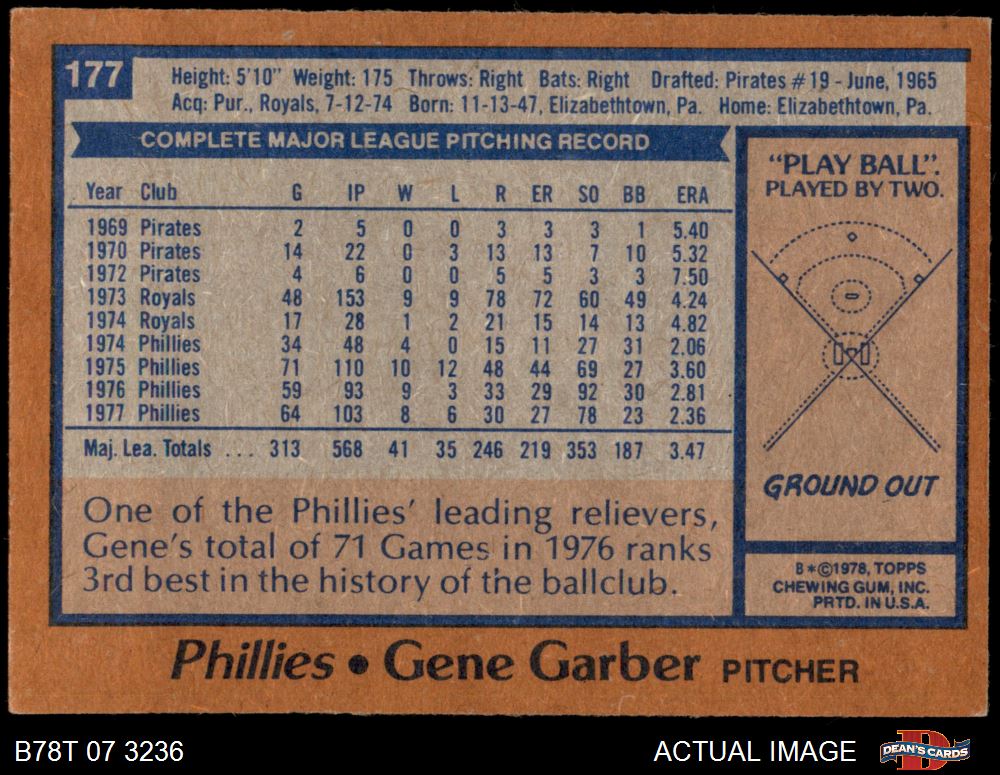 177
Height: 5'10" Weight: 175 Throws: Right Bats: Right Drafted: Pirates #19 - June, 1965
Acq: Pur., Royals, 7-12-74 Born: 11-13-47, Elizabethtown, Pa. Home: Elizabethtown, Pa.
COMPLETE MAJOR LEAGUE PITCHING RECORD
Year Club G IP W L R ER SO BB ERA
1969 Pirates 2 5 0 0 3 3 3 1 5.40
1970 Pirates 14 22 0 3 13 13 7 10 5.32
1972 Pirates 4 6 0 0 5 5 3 3 7.50
1973 Royals 48 153 9 9 78 72 60 49 4.24
1974 Royals 17 28 1 2 21 15 14 13 4.82
1974 Phillies 34 48 4 0 15 11 27 31 2.06
1975 Phillies 71 110 10 12 48 44 69 27 3.60
1976 Phillies 59 93 9 3 33 29 92 30 2.81
1977 Phillies 64 103 8 6 30 27 78 23 2.36
Maj. Lea. Totals ... 313 568 41 35 246 219 353 187 3.47
One of the Phillies' leading relievers,
Gene's total of 71 Games in 1976 ranks
3rd best in the history of the ballclub.
"PLAY BALL".
PLAYED BY TWO.
GROUND OUT
B*©1978, TOPPS
CHEWING GUM, INC.
PRTD. IN U.S.A.
Phillies • Gene Garber PITCHER
B78T 07 3236
ACTUAL IMAGE
D
DEAN'S CARDS